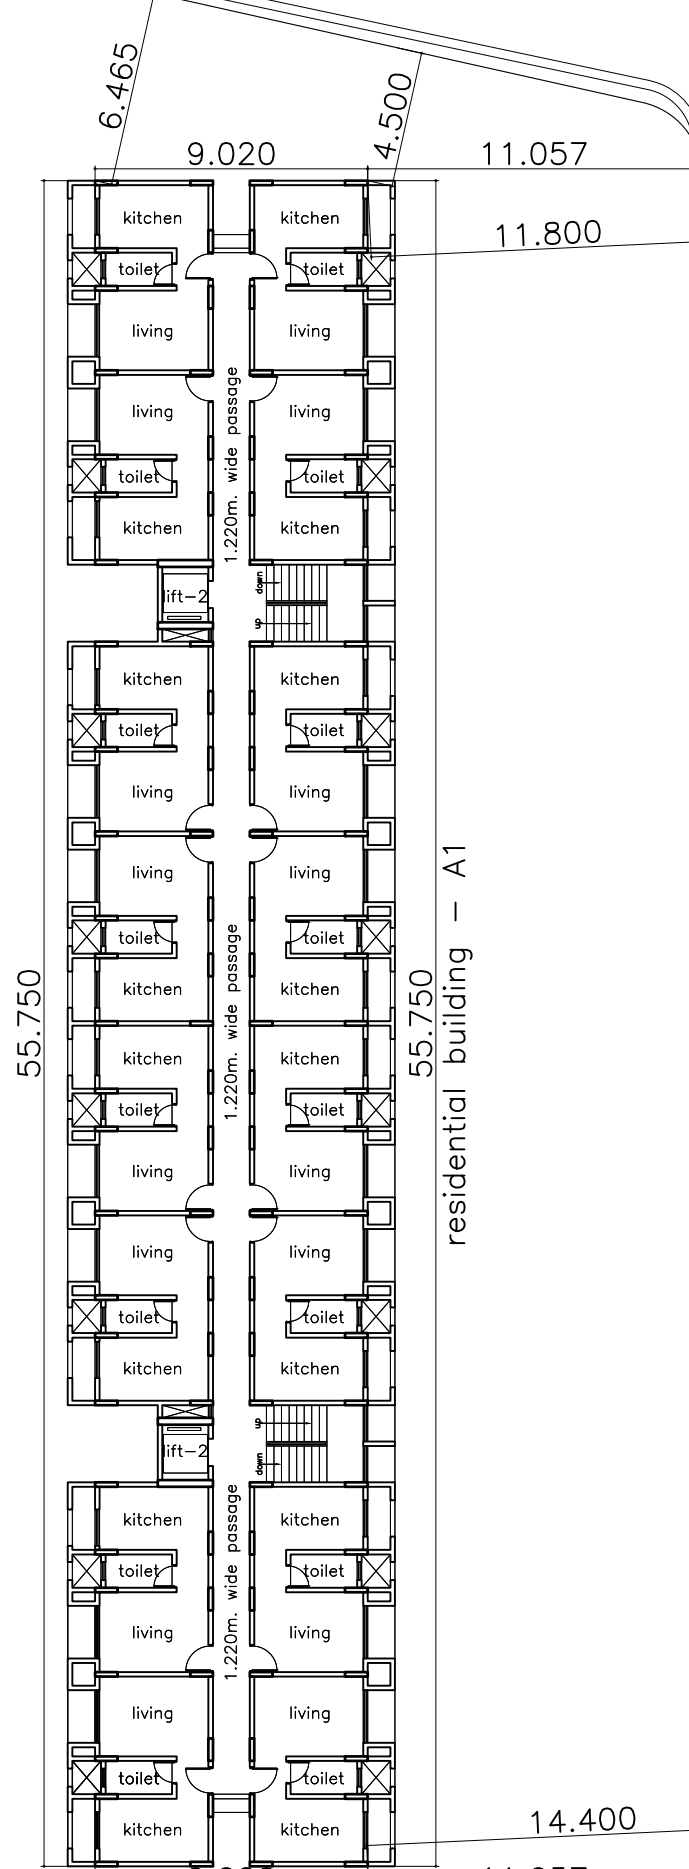 6.465
4.500
9.020
11.057
11.800
kitchen kitchen
toilet toilet
living living
1.220m. wide passage
living living
toilet toilet
kitchen kitchen
lift-2
down
up
kitchen kitchen
toilet toilet
living living
living living
toilet toilet
1.220m. wide passage
kitchen kitchen
55.750
55.750
residential building - A1
kitchen kitchen
toilet toilet
living living
living living
toilet toilet
kitchen kitchen
up
lift-2
down
kitchen kitchen
1.220m. wide passage
toilet toilet
living living
living living
toilet toilet
14.400
kitchen kitchen